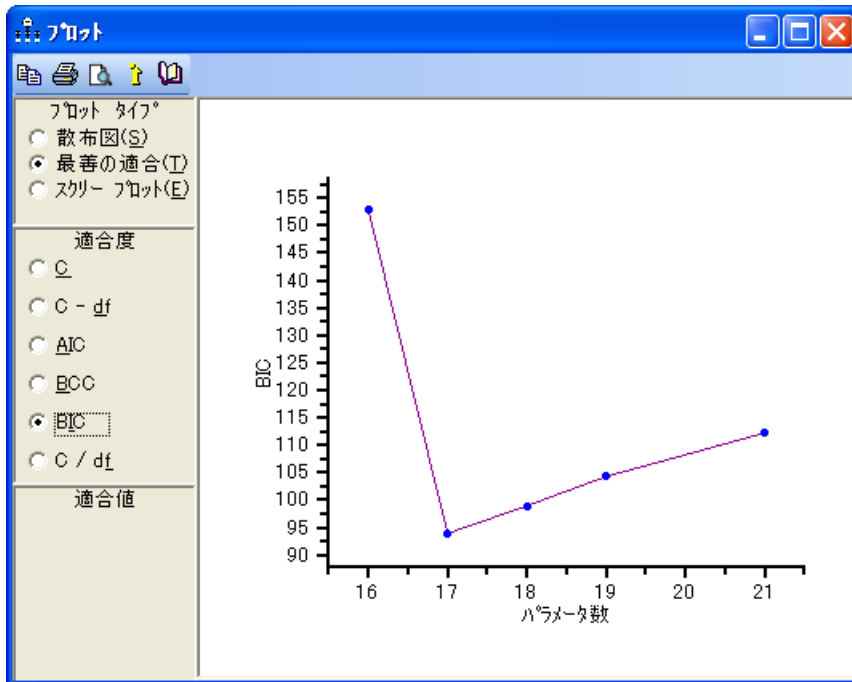 プロット
プロット タイプ
散布図(S)
最善の適合(T)
スクリー プロット(E)
適合度
C
C - df
AIC
BCC
BIC
C / df
適合値
155
150
145
140
135
130
125
120
115
110
105
100
95
90
BIC
16 17 18 19 20 21
パラメータ数